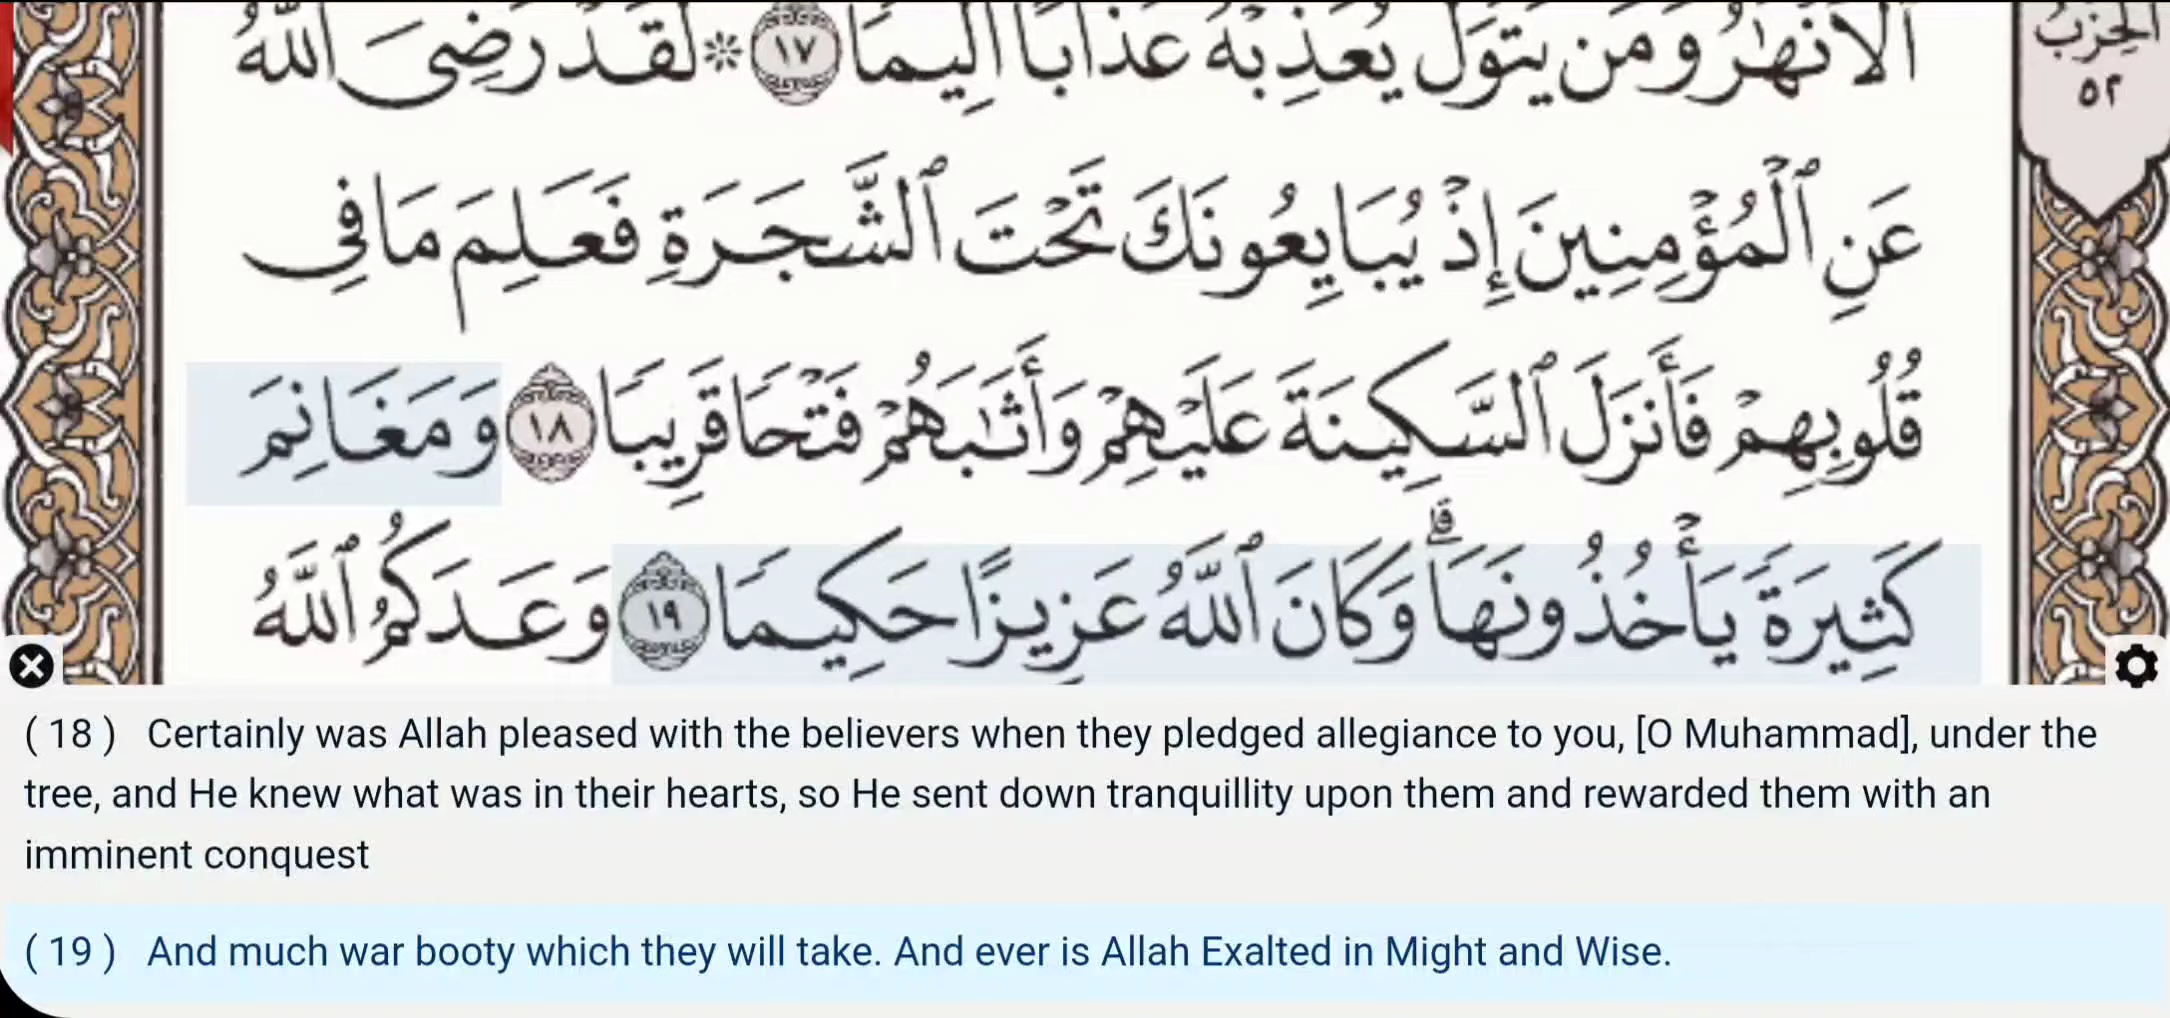 الْأَنْهَٰرُ وَمَن يَتَوَلَّ يُعَذِّبْهُ عَذَابًا أَلِيمًا ١٧ * لَّقَدْ رَضِيَ اللَّهُ
الحزب
٥٢
عَنِ ٱلْمُؤْمِنِينَ إِذْ يُبَايِعُونَكَ تَحْتَ ٱلشَّجَرَةِ فَعَلِمَ مَا فِي
قُلُوبِهِمْ فَأَنزَلَ ٱلسَّكِينَةَ عَلَيْهِمْ وَأَثَٰبَهُمْ فَتْحًا قَرِيبًا ١٨ وَمَغَانِمَ
كَثِيرَةً يَأْخُذُونَهَا ۗ وَكَانَ ٱللَّهُ عَزِيزًا حَكِيمًا ١٩ وَعَدَكُمُ ٱللَّهُ
( 18 ) Certainly was Allah pleased with the believers when they pledged allegiance to you, [O Muhammad], under the
tree, and He knew what was in their hearts, so He sent down tranquillity upon them and rewarded them with an
imminent conquest
( 19 ) And much war booty which they will take. And ever is Allah Exalted in Might and Wise.